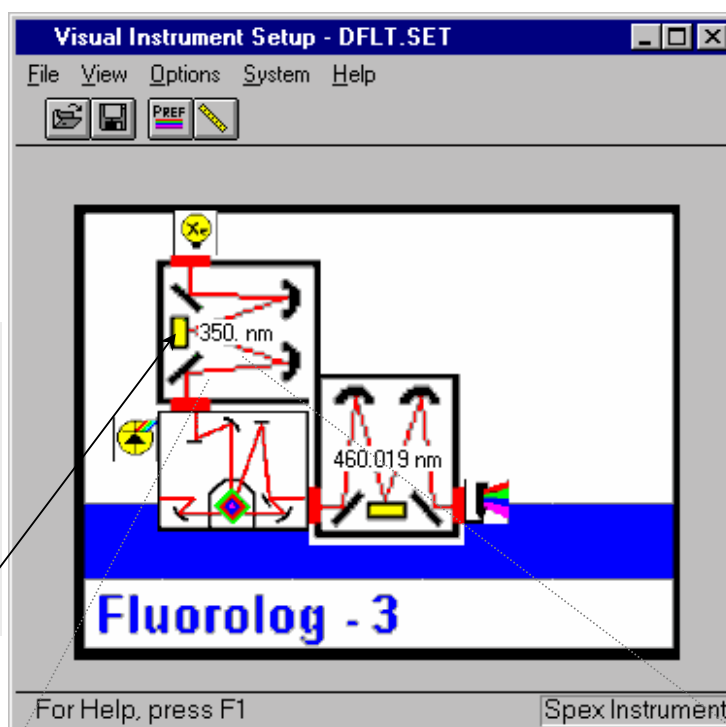 Visual Instrument Setup - DFLT.SET
File View Options System Help
PREF
Xe
350. nm
460.019 nm
Fluorolog - 3
For Help, press F1
Spex Instrument